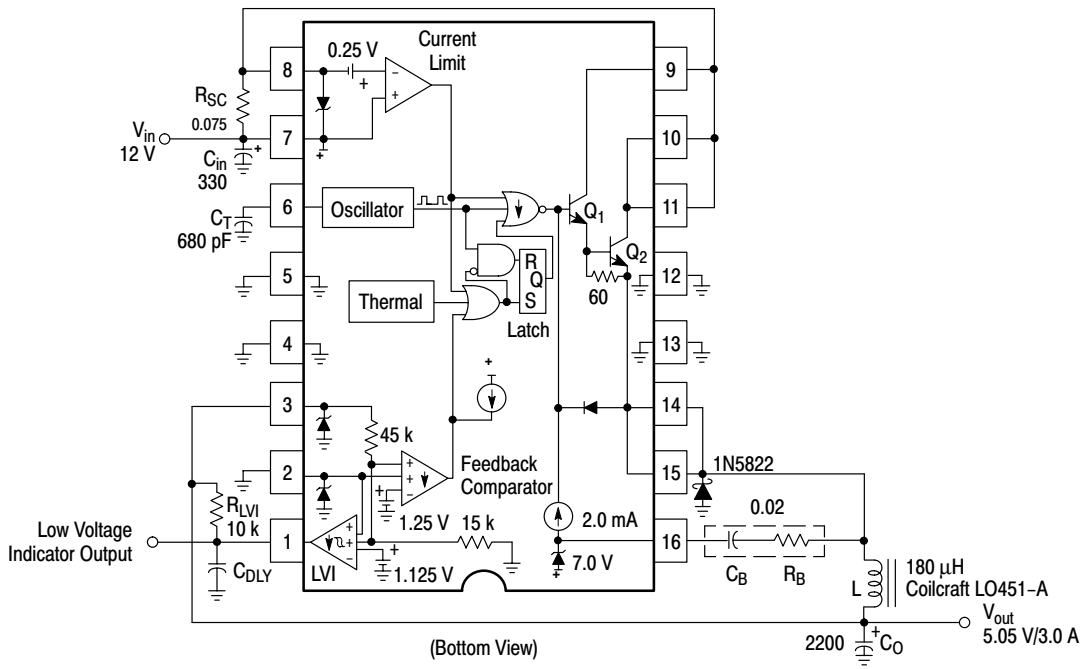 Current
Limit
0.25 V
8
9
R_SC
0.075
V_in
12 V
7
10
C_in
330
6
Oscillator
11
C_T
680 pF
Q_1
Q_2
5
R
Q
S
60
12
Thermal
Latch
4
13
3
14
45 k
1N5822
2
Feedback
Comparator
15
R_LVI
10 k
0.02
Low Voltage
Indicator Output
1
1.25 V
15 k
2.0 mA
16
C_DLY
LVI
1.125 V
7.0 V
C_B
R_B
180 µH
Coilcraft LO451–A
L
V_out
5.05 V/3.0 A
2200
C_O
(Bottom View)
+
+
+
+
+
+
+
+
+
+
+
+
+
–
+
–
–
–